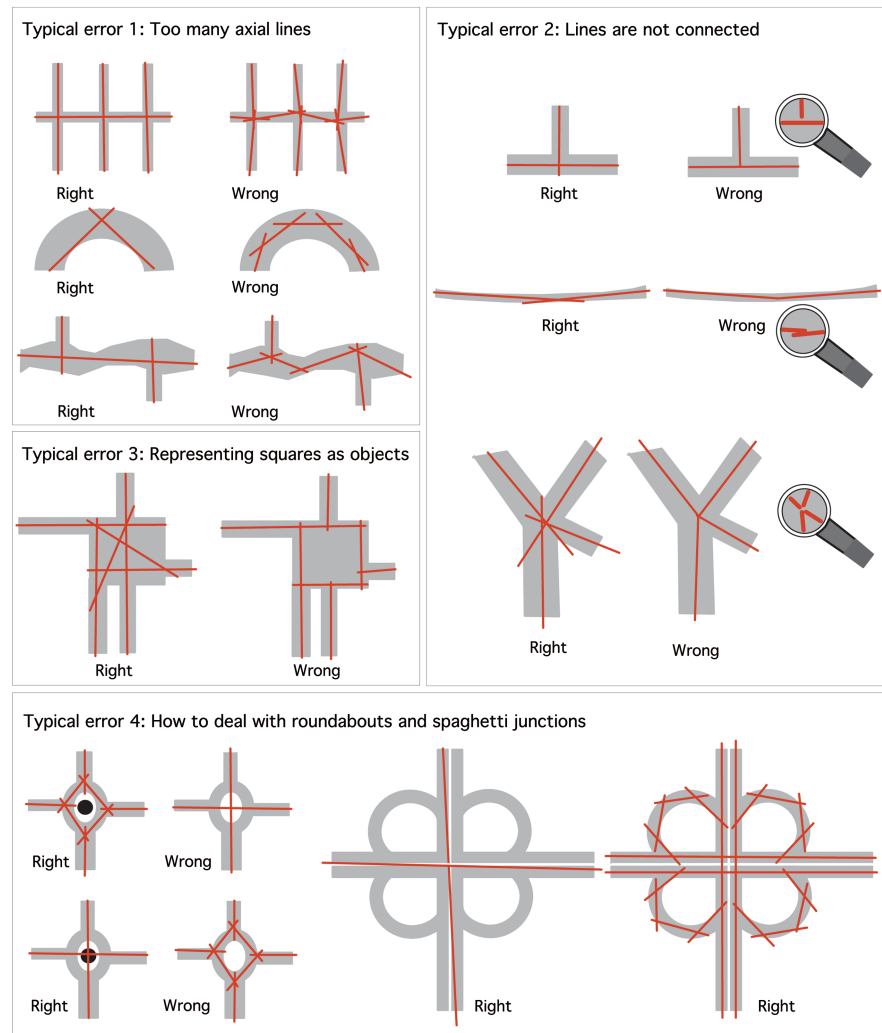 Typical error 1: Too many axial lines
Right
Wrong
Right
Wrong
Right
Wrong
Typical error 2: Lines are not connected
Right
Wrong
Right
Wrong
Right
Wrong
Typical error 3: Representing squares as objects
Right
Wrong
Typical error 4: How to deal with roundabouts and spaghetti junctions
Right
Wrong
Right
Wrong
Right
Right